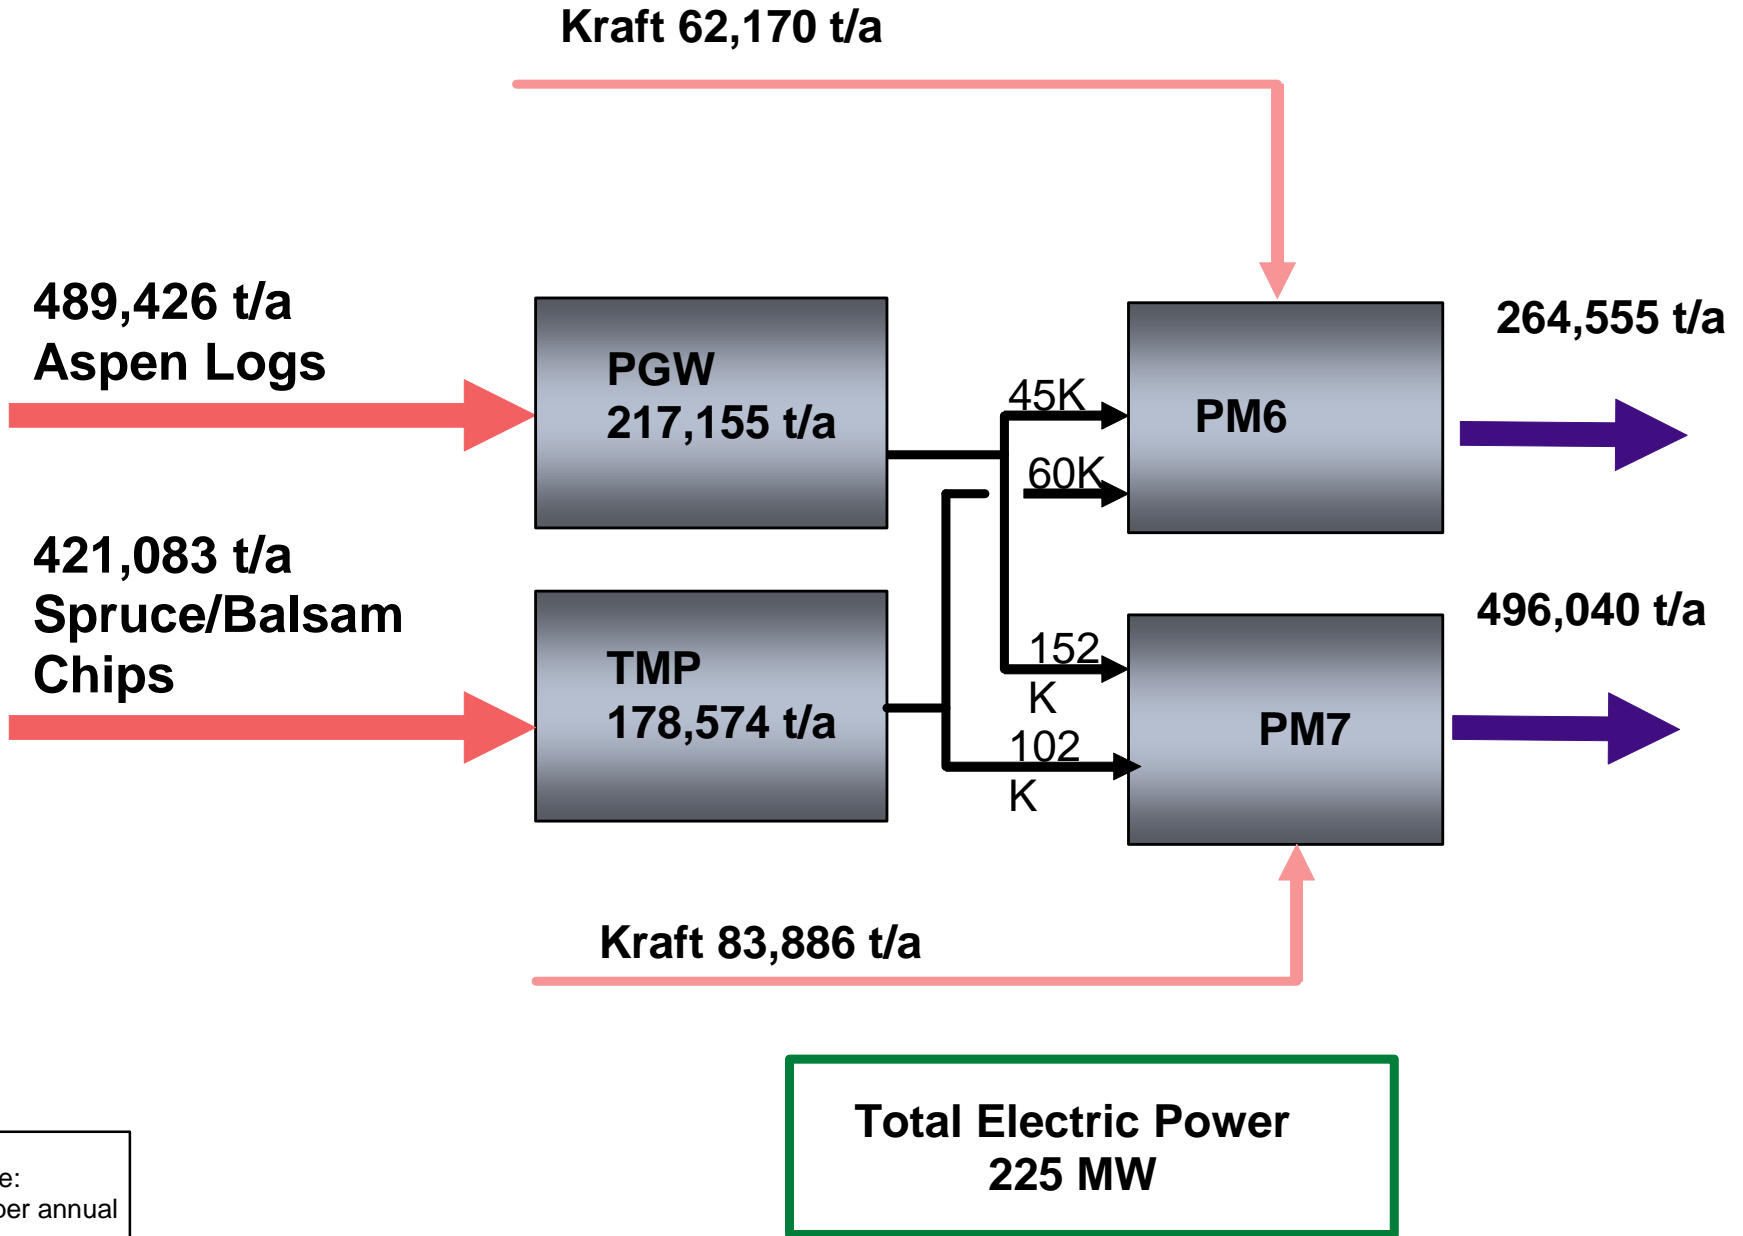 Kraft 62,170 t/a
489,426 t/a
Aspen Logs
264,555 t/a
PGW
217,155 t/a
45K
PM6
60K
421,083 t/a
Spruce/Balsam
Chips
496,040 t/a
TMP
178,574 t/a
152
K
102
K
PM7
Kraft 83,886 t/a
Total Electric Power
225 MW
e:
per annual